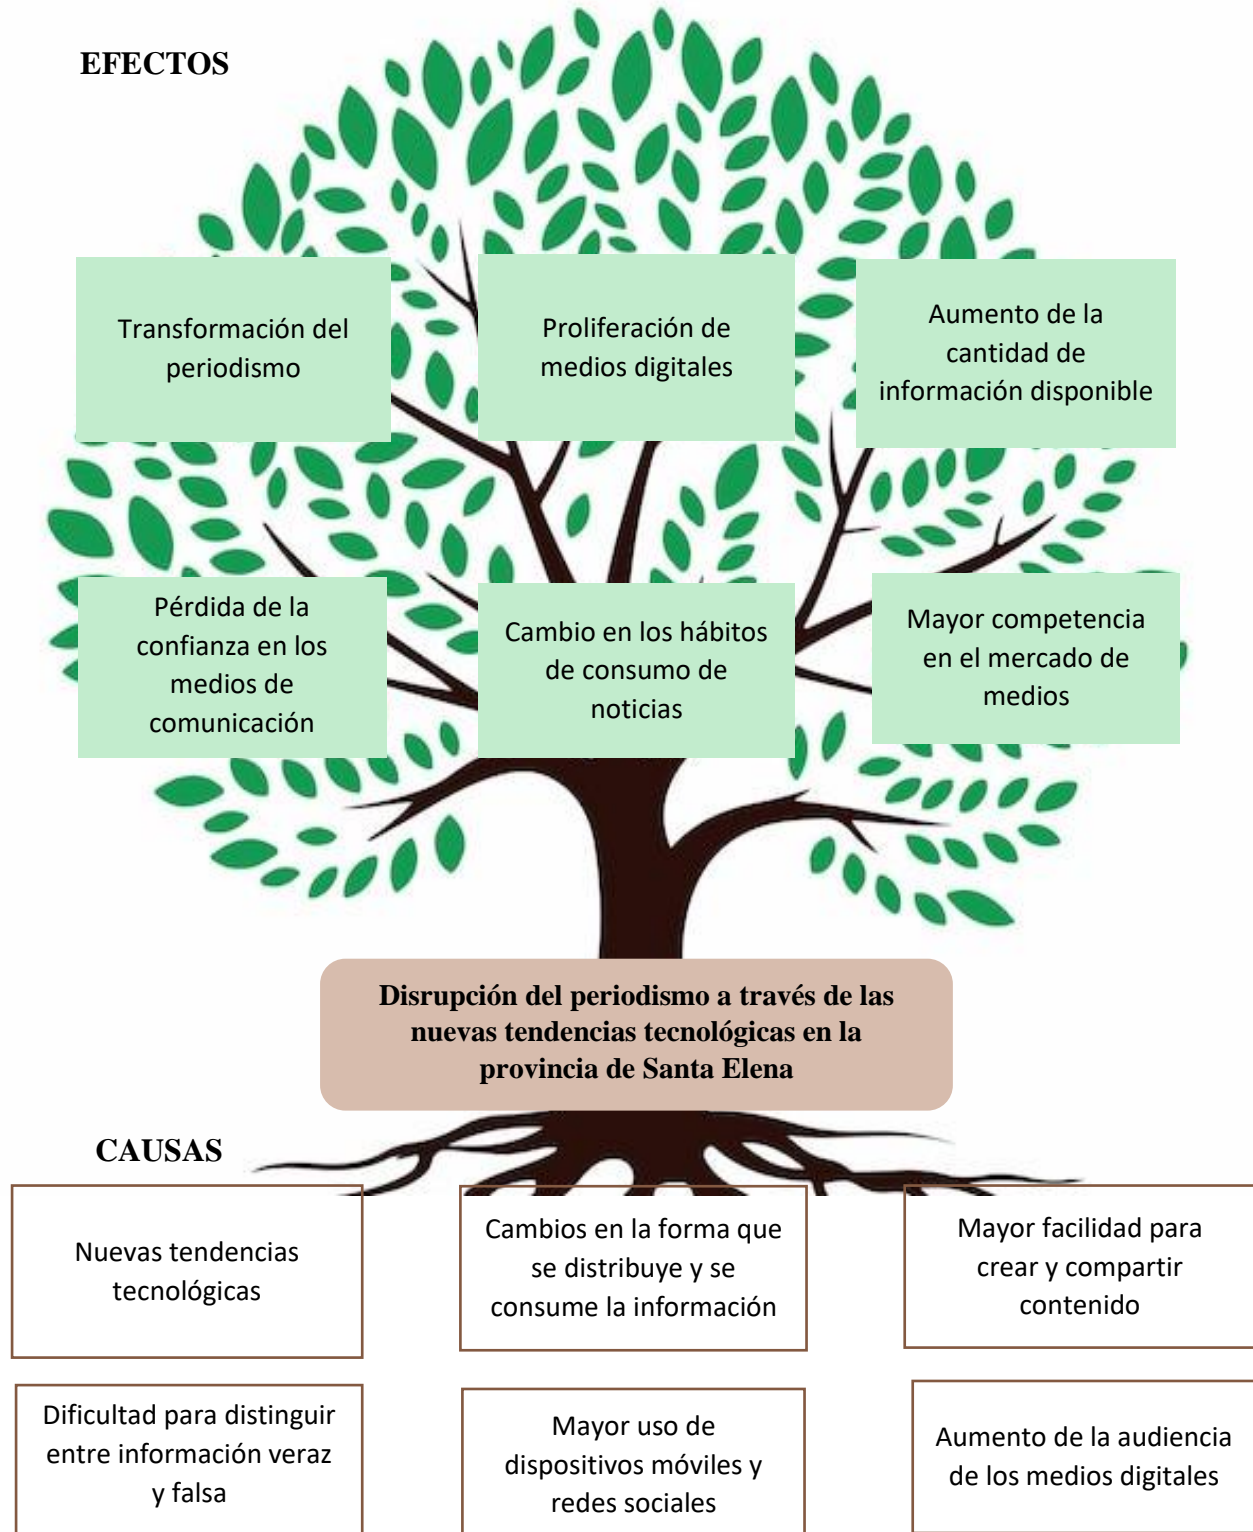 EFECTOS
Transformación del
periodismo
Proliferación de
medios digitales
Aumento de la
cantidad de
información disponible
Pérdida de la
confianza en los
medios de
comunicación
Cambio en los hábitos
de consumo de
noticias
Mayor competencia
en el mercado de
medios
Disrupción del periodismo a través de las
nuevas tendencias tecnológicas en la
provincia de Santa Elena
CAUSAS
Nuevas tendencias
tecnológicas
Cambios en la forma que
se distribuye y se
consume la información
Mayor facilidad para
crear y compartir
contenido
Dificultad para distinguir
entre información veraz
y falsa
Mayor uso de
dispositivos móviles y
redes sociales
Aumento de la audiencia
de los medios digitales